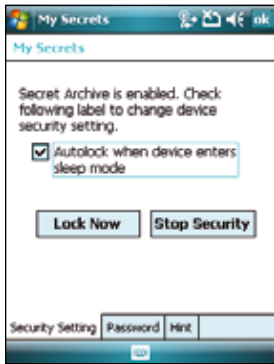 My Secrets
ok
My Secrets
Secret Archive is enabled. Check
following label to change device
security setting.
Autolock when device enters
sleep mode
Lock Now
Stop Security
Security Setting
Password
Hint